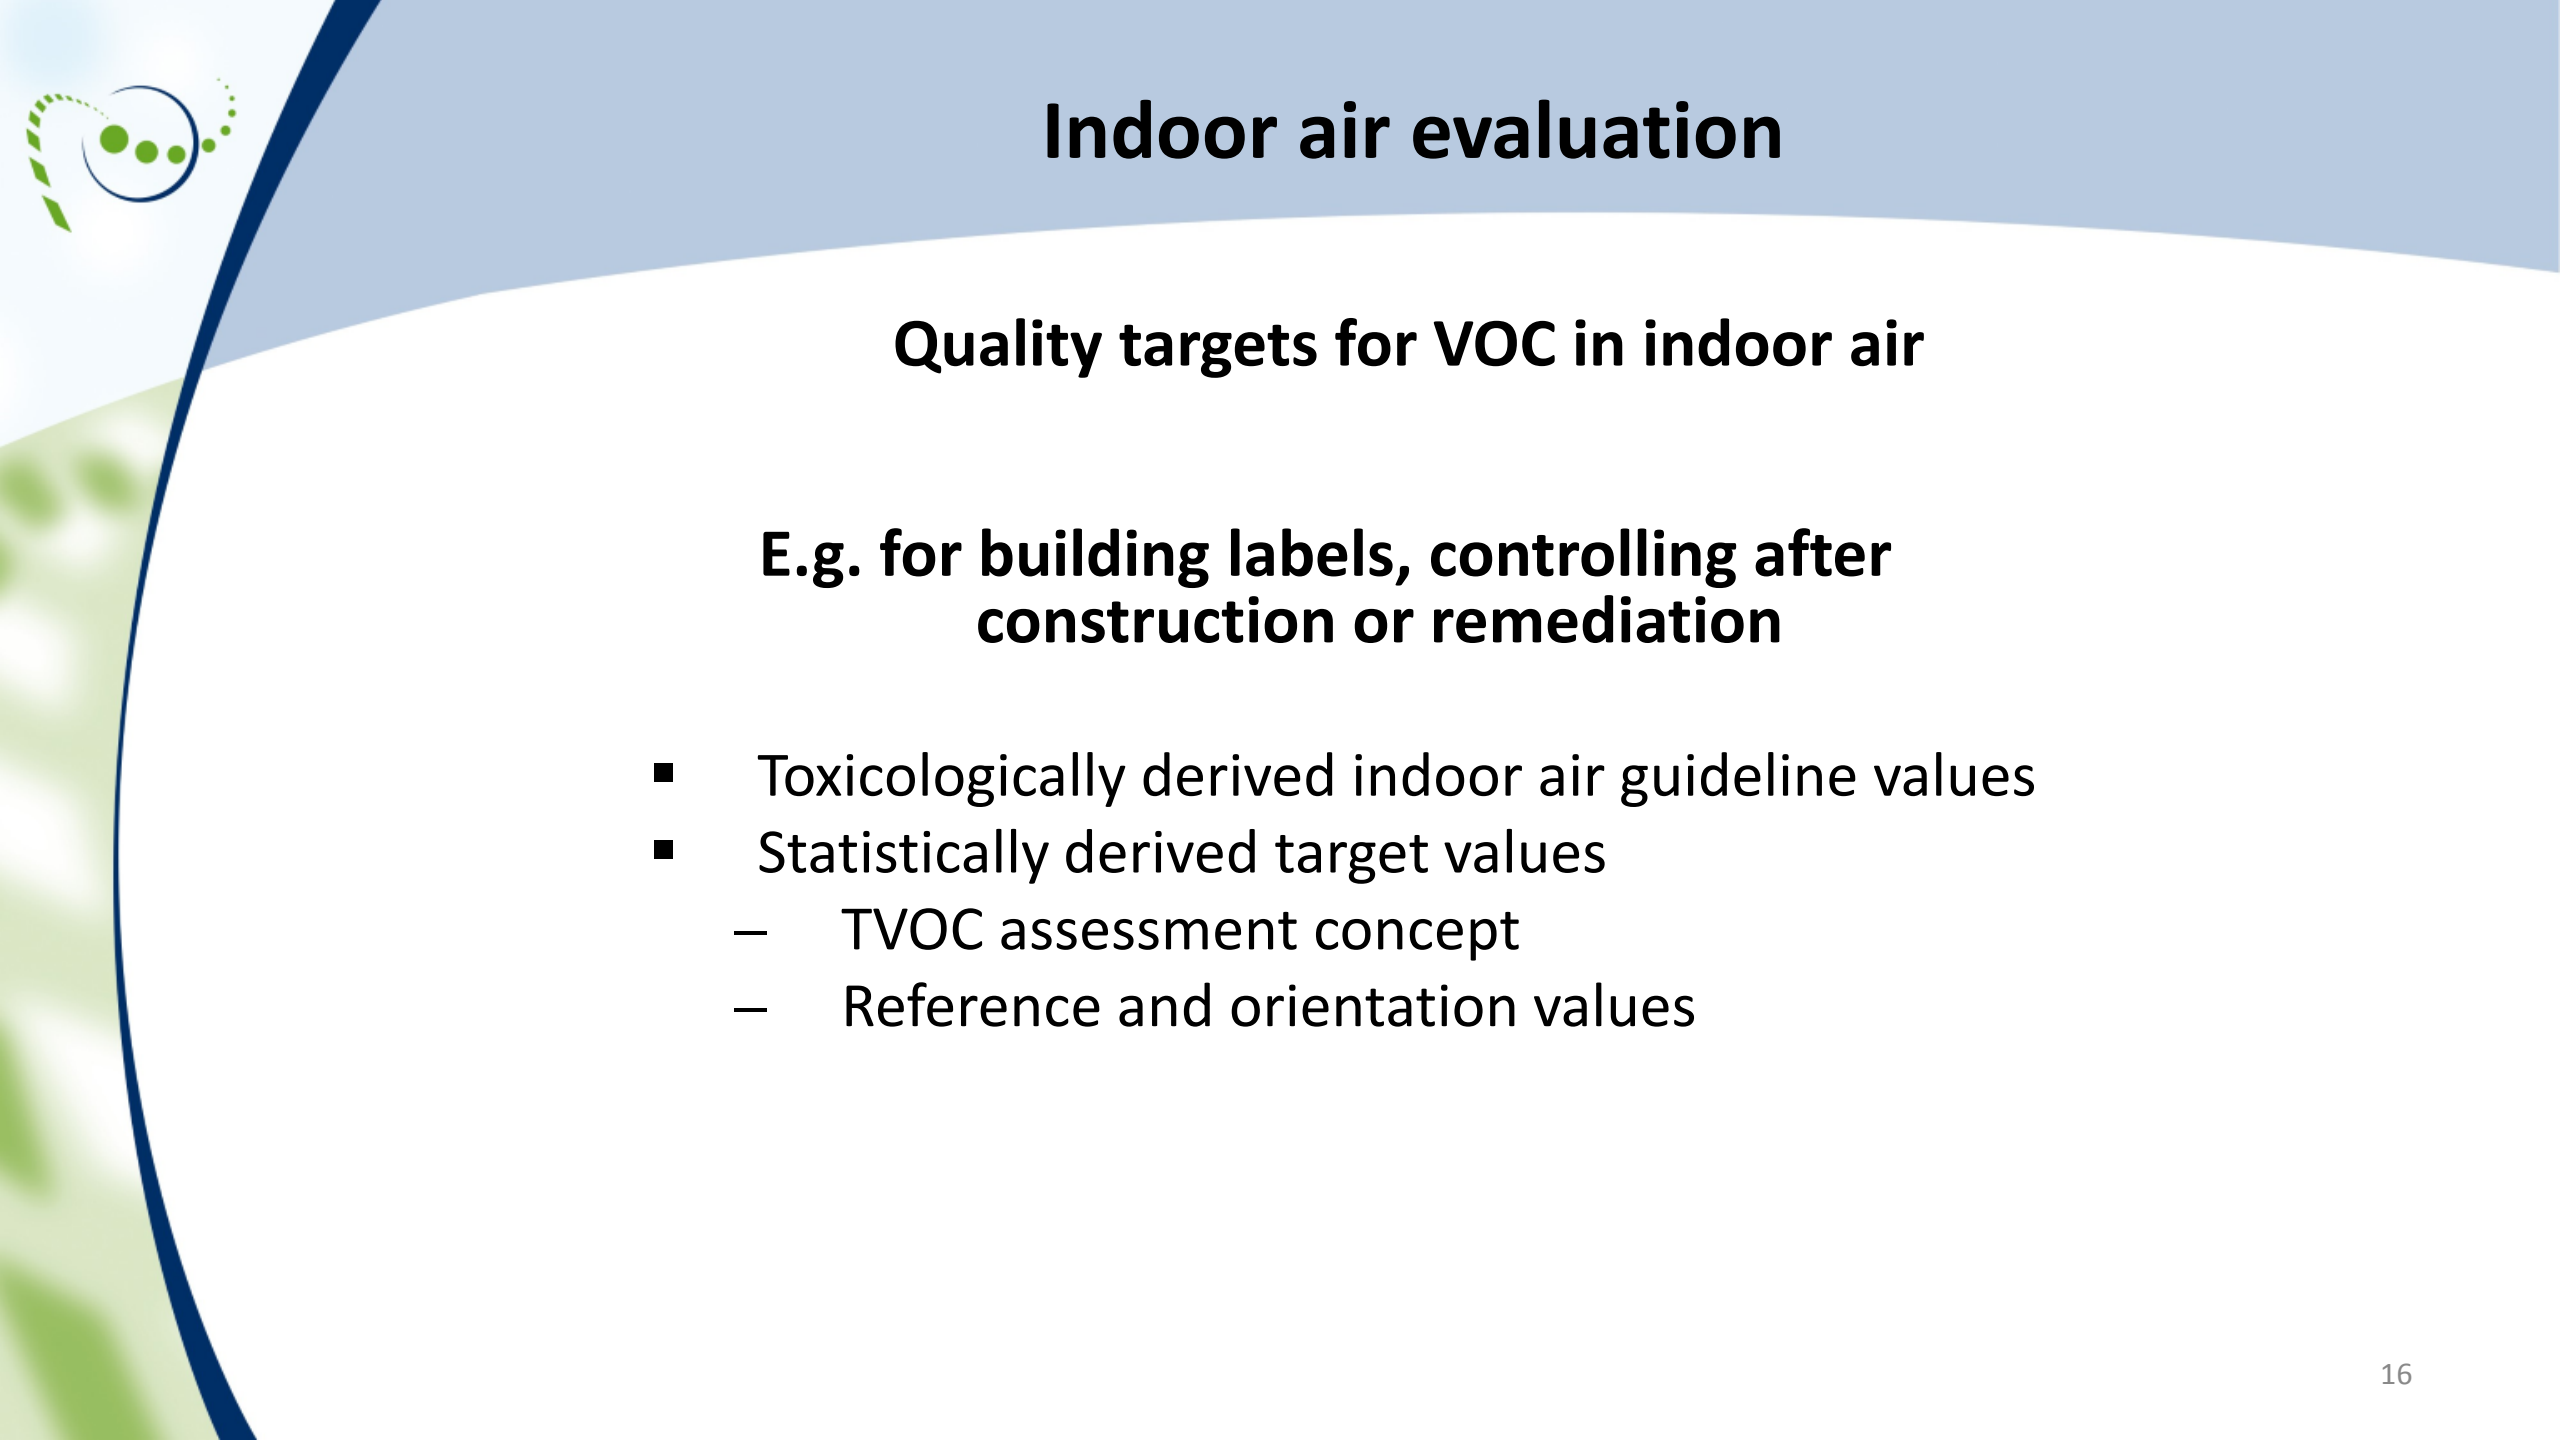 Indoor air evaluation
Quality targets for VOC in indoor air
E.g. for building labels, controlling after
construction or remediation
▪ Toxicologically derived indoor air guideline values
▪ Statistically derived target values
– TVOC assessment concept
– Reference and orientation values
16